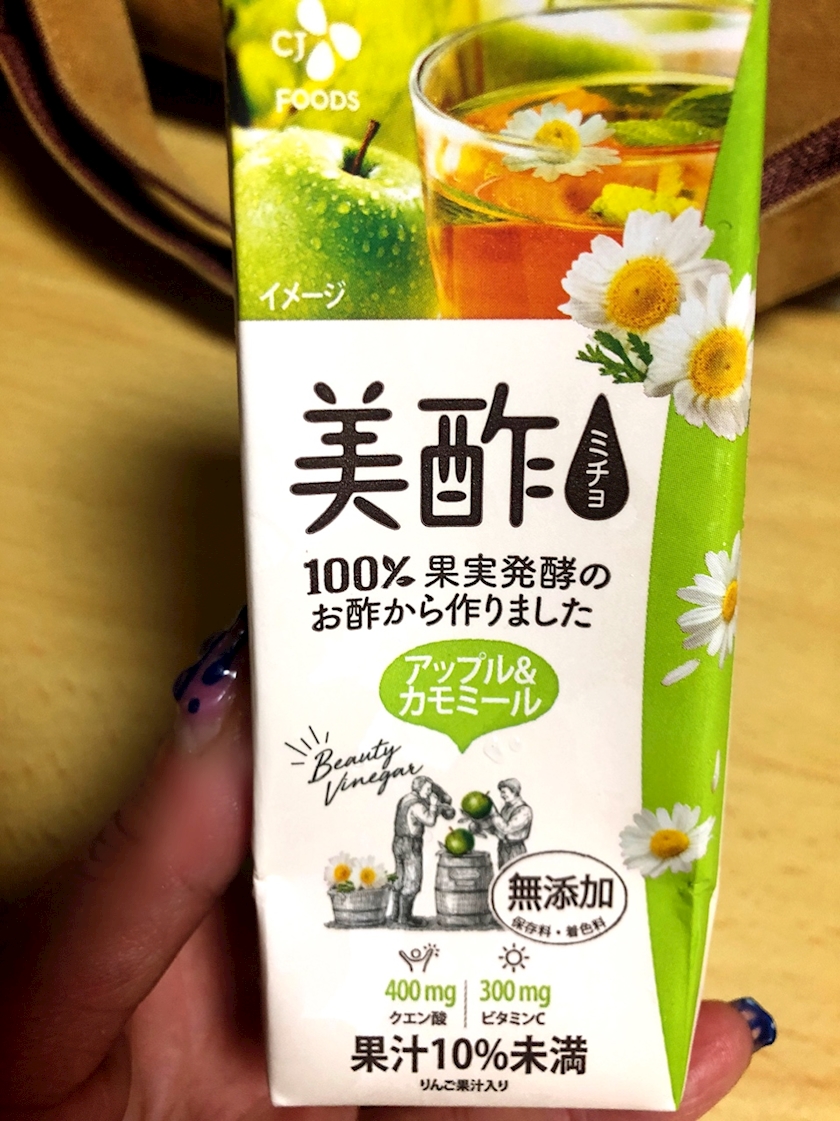 CJ
FOODS
イメージ
美酢
ミチョ
100% 果実発酵の
お酢から作りました
アップル&
カモミール
Beauty
Vinegar
無添加
保存料・着色料
400mg
クエン酸
300mg
ビタミンC
果汁10%未満
りんご果汁入り